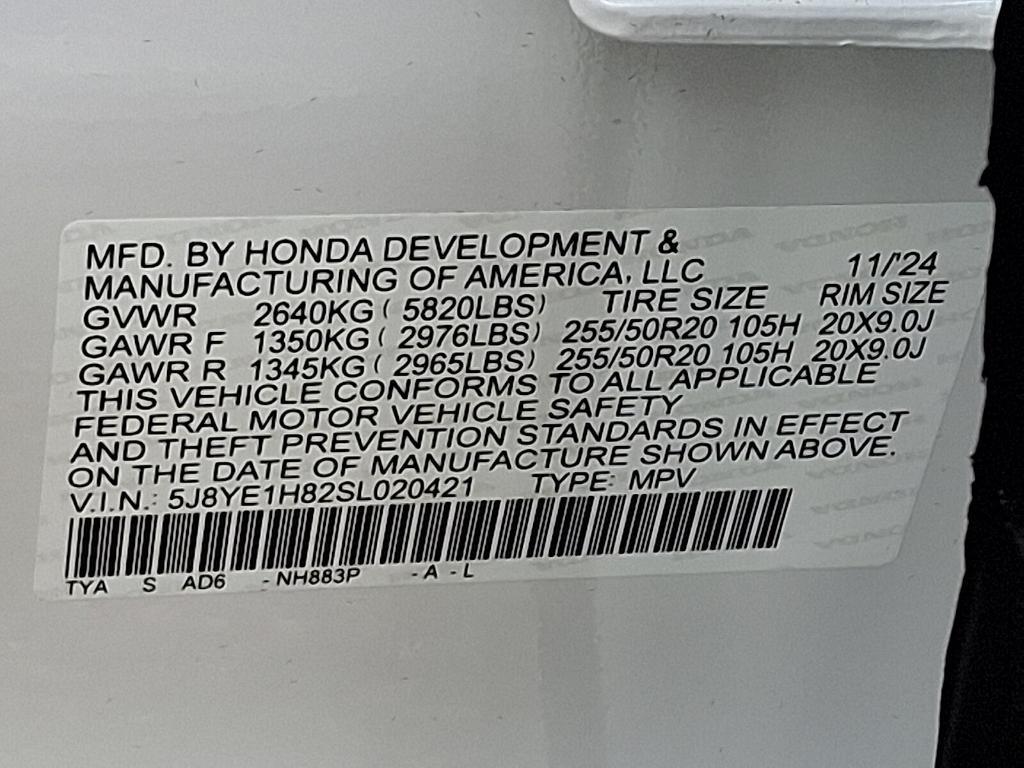 MFD. BY HONDA DEVELOPMENT &
MANUFACTURING OF AMERICA, LLC 11/'24
GVWR 2640KG ( 5820LBS) TIRE SIZE RIM SIZE
GAWR F 1350KG ( 2976LBS) 255/50R20 105H 20X9.0J
GAWR R 1345KG ( 2965LBS) 255/50R20 105H 20X9.0J
THIS VEHICLE CONFORMS TO ALL APPLICABLE
FEDERAL MOTOR VEHICLE SAFETY
AND THEFT PREVENTION STANDARDS IN EFFECT
ON THE DATE OF MANUFACTURE SHOWN ABOVE.
V.I.N.: 5J8YE1H82SL020421 TYPE: MPV
TYA S AD6 - NH883P - A - L